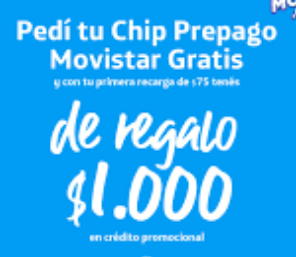 Pedí tu Chip Prepago
Movistar Gratis
y con tu primera recarga de $75 tenés
de regalo
$1.000
en crédito promocional